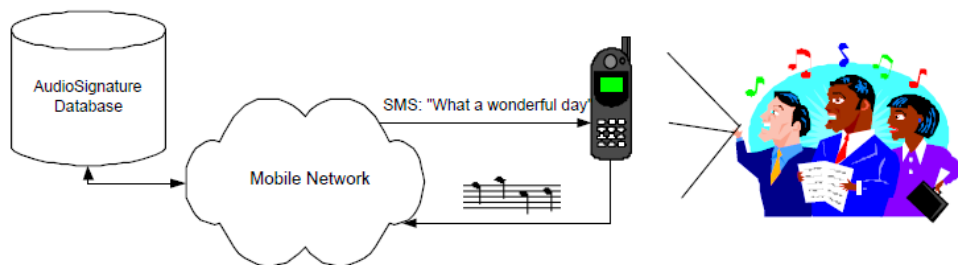 AudioSignature
Database
SMS: "What a wonderful day"
Mobile Network